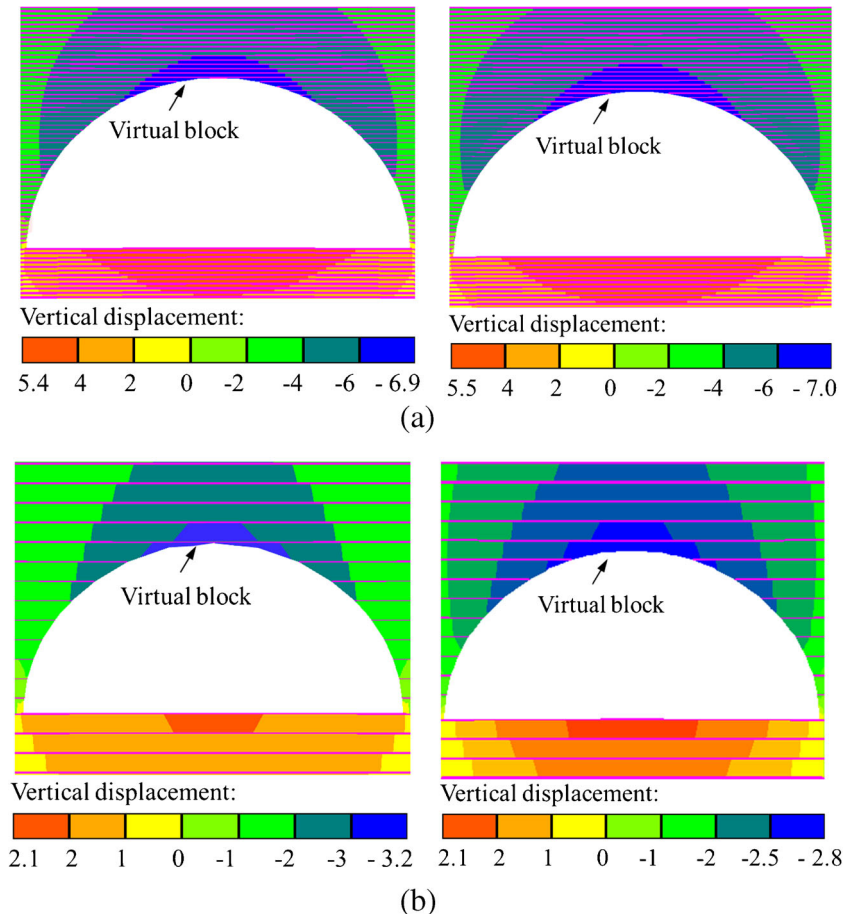 Virtual block
Virtual block
Vertical displacement:
5.4 4 2 0 -2 -4 -6 - 6.9
Vertical displacement:
5.5 4 2 0 -2 -4 -6 - 7.0
(a)
Virtual block
Virtual block
Vertical displacement:
2.1 2 1 0 -1 -2 -3 - 3.2
Vertical displacement:
2.1 2 1 0 -1 -2 -2.5 - 2.8
(b)